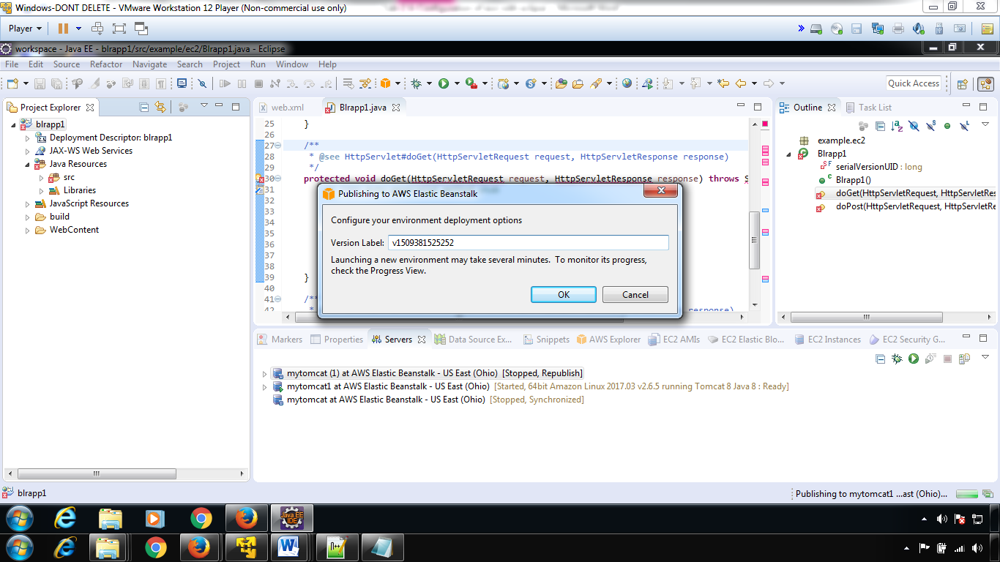 Windows-DONT DELETE - VMware Workstation 12 Player (Non-commercial use only)
Player
workspace - Java EE - blrapp1/src/example/ec2/Blrapp1.java - Eclipse
File Edit Source Refactor Navigate Search Project Run Window Help
Quick Access
Project Explorer
blrapp1
Deployment Descriptor: blrapp1
JAX-WS Web Services
Java Resources
src
Libraries
JavaScript Resources
build
WebContent
web.xml
Blrapp1.java
25 }
26
27 /**
28 * @see HttpServlet#doGet(HttpServletRequest request, HttpServletResponse response)
29 */
30 protected void doGet(HttpServletRequest request, HttpServletResponse response) throws S
31
33
34
35
36
37
38
39 }
40
41 /**
42 * response)
Publishing to AWS Elastic Beanstalk
Configure your environment deployment options
Version Label: v1509381525252
Launching a new environment may take several minutes. To monitor its progress,
check the Progress View.
OK Cancel
Outline
Task List
example.ec2
Blrapp1
serialVersionUID : long
Blrapp1()
doGet(HttpServletRequest, HttpServletRes
doPost(HttpServletRequest, HttpServletRe
Markers Properties Servers Data Source Ex... Snippets AWS Explorer EC2 AMIs EC2 Elastic Blo... EC2 Instances EC2 Security G...
mytomcat (1) at AWS Elastic Beanstalk - US East (Ohio) [Stopped, Republish]
mytomcat1 at AWS Elastic Beanstalk - US East (Ohio) [Started, 64bit Amazon Linux 2017.03 v2.6.5 running Tomcat 8 Java 8 : Ready]
mytomcat at AWS Elastic Beanstalk - US East (Ohio) [Stopped, Synchronized]
blrapp1
Publishing to mytomcat1 ...ast (Ohio)...
Java EE
IDE